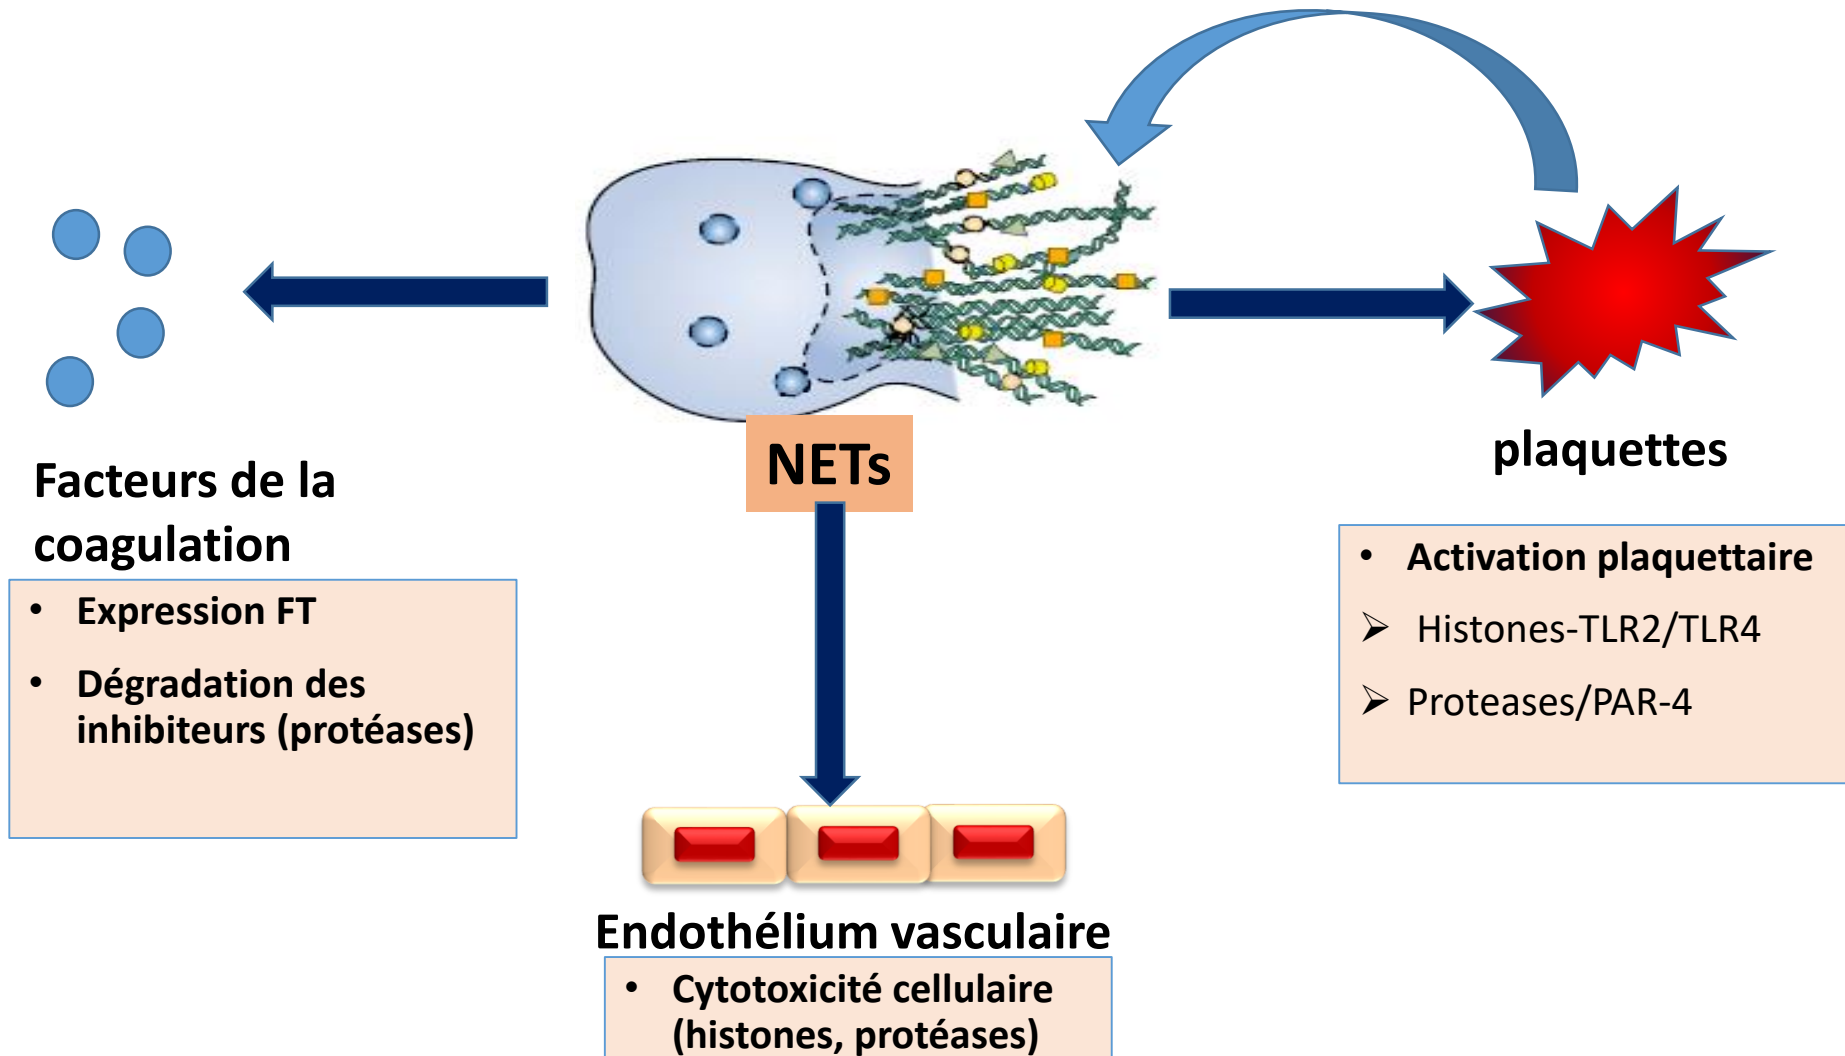 NETs
plaquettes
Facteurs de la
coagulation
• Expression FT
• Dégradation des
inhibiteurs (protéases)
• Activation plaquettaire
➢ Histones-TLR2/TLR4
➢ Proteases/PAR-4
Endothélium vasculaire
• Cytotoxicité cellulaire
(histones, protéases)